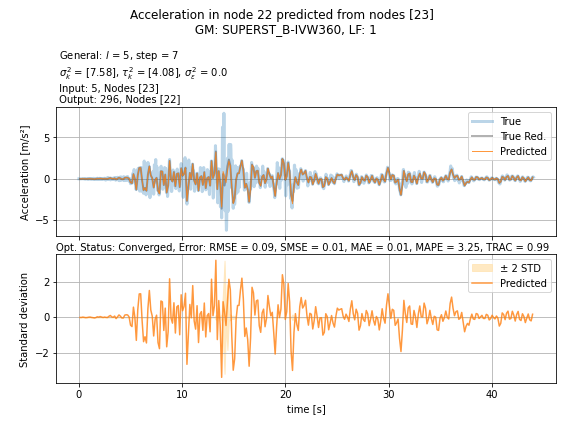 Acceleration in node 22 predicted from nodes [23]
GM: SUPERST_B-IVW360, LF: 1
General: l = 5, step = 7
σ²ₖ = [7.58], τ²ₖ = [4.08], σ²ₑ = 0.0
Input: 5, Nodes [23]
Output: 296, Nodes [22]
Acceleration [m/s²]
5
0
−5
True
True Red.
Predicted
Opt. Status: Converged, Error: RMSE = 0.09, SMSE = 0.01, MAE = 0.01, MAPE = 3.25, TRAC = 0.99
Standard deviation
2
0
−2
± 2 STD
Predicted
0 10 20 30 40
time [s]